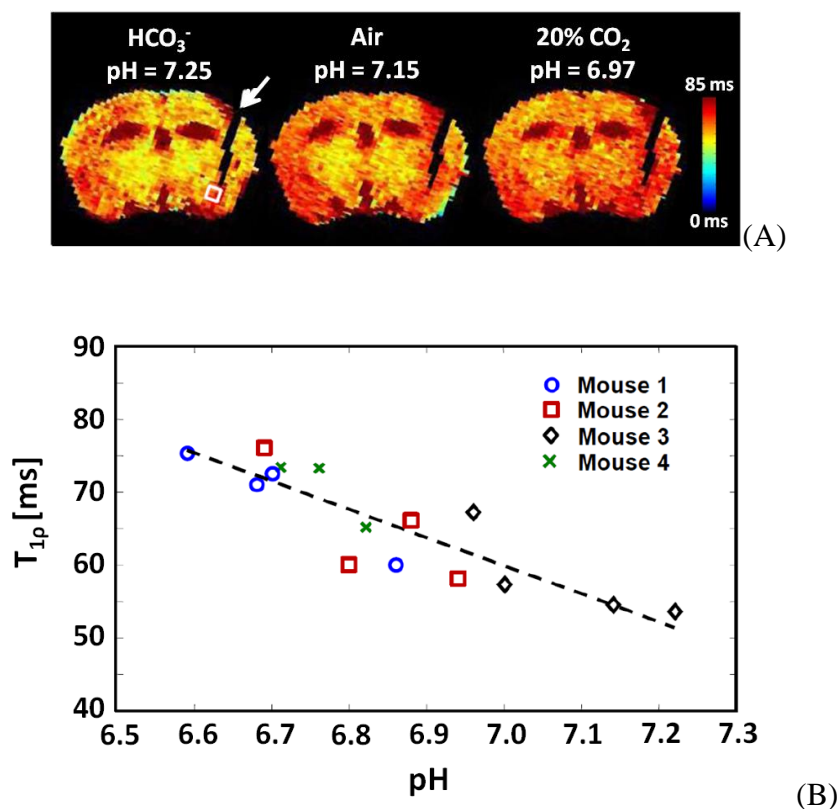 HCO₃⁻ Air 20% CO₂
pH = 7.25 pH = 7.15 pH = 6.97
85 ms
0 ms
(A)
90
80
70
60
50
40
T₁ρ [ms]
Mouse 1
Mouse 2
Mouse 3
Mouse 4
6.5 6.6 6.7 6.8 6.9 7.0 7.1 7.2 7.3
pH
(B)